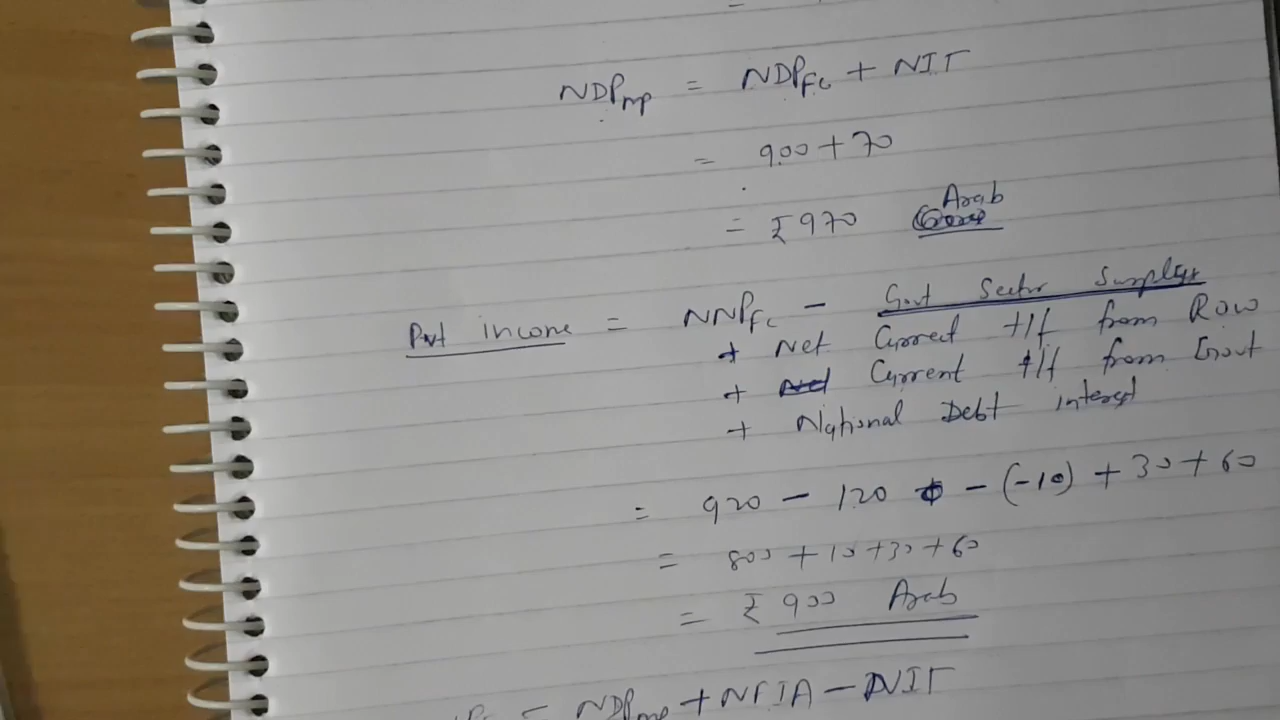 NDPmp = NDPFc + NIT
= 900 + 70
= ₹970 Arab
Pvt income = NNPFc - Govt Sector Surplus
+ Net Current t/f from Row
+ Current t/f from Govt
+ National Debt interest
= 920 - 120 - (-10) + 30 + 60
= 800 + 10 + 30 + 60
= ₹ 900 Arab
= NDPmp + NFIA - NIT